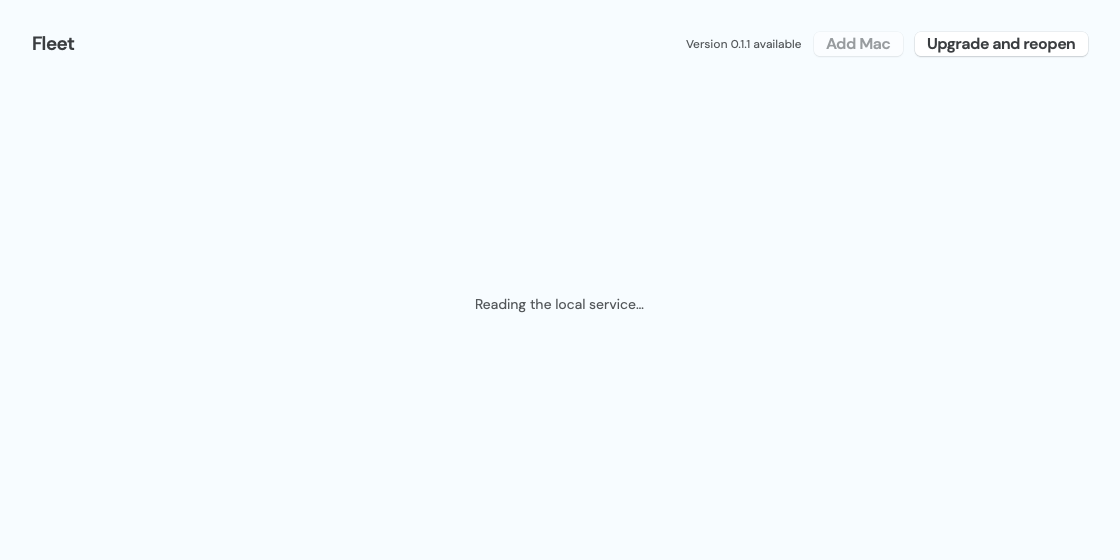 Fleet
Version 0.1.1 available
Add Mac
Upgrade and reopen
Reading the local service...